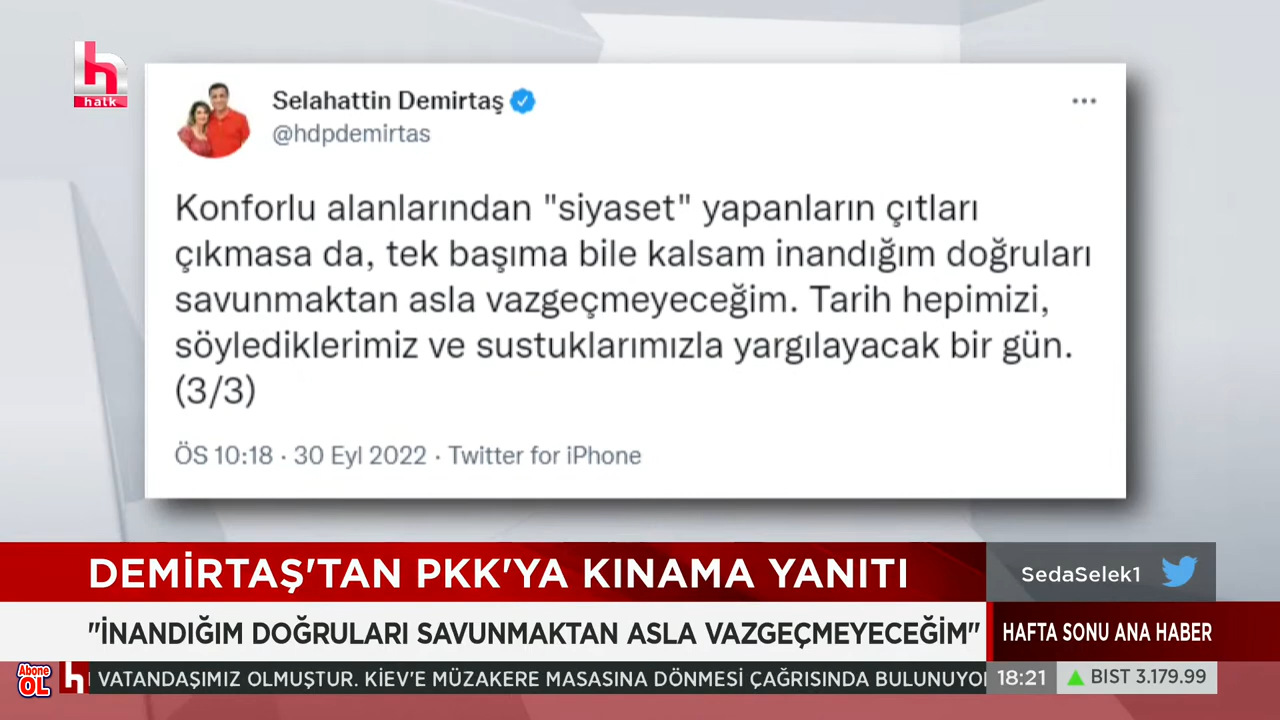 h
halk
Selahattin Demirtaş
@hdpdemirtas
Konforlu alanlarından "siyaset" yapanların çıtları
çıkmasa da, tek başıma bile kalsam inandığım doğruları
savunmaktan asla vazgeçmeyeceğim. Tarih hepimizi,
söylediklerimiz ve sustuklarımızla yargılayacak bir gün.
(3/3)
ÖS 10:18 · 30 Eyl 2022 · Twitter for iPhone
DEMİRTAŞ'TAN PKK'YA KINAMA YANITI
SedaSelek1
"İNANDIĞIM DOĞRULARI SAVUNMAKTAN ASLA VAZGEÇMEYECEĞİM"
HAFTA SONU ANA HABER
Abone
OL
h
VATANDAŞIMIZ OLMUŞTUR. KİEV'E MÜZAKERE MASASINA DÖNMESİ ÇAĞRISINDA BULUNUYO
18:21
BIST 3.179.99